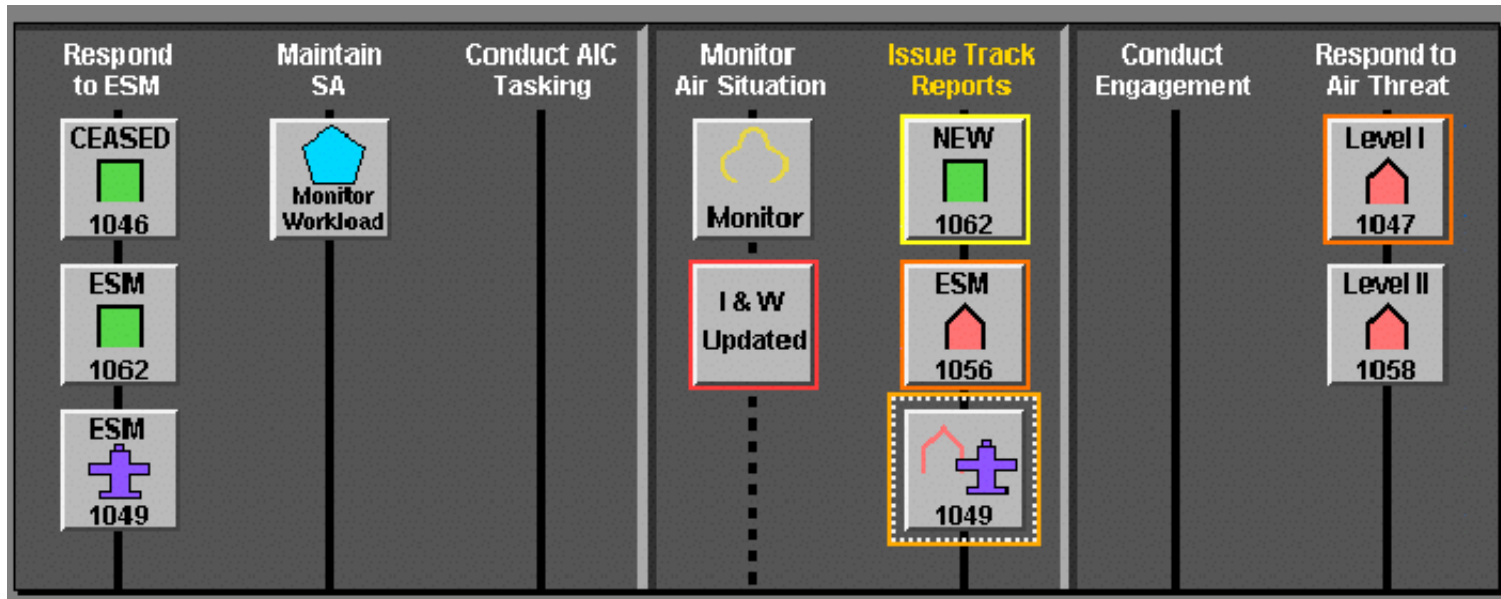 Respond
to ESM
Maintain
SA
Conduct AIC
Tasking
Monitor
Air Situation
Issue Track
Reports
Conduct
Engagement
Respond to
Air Threat
CEASED
1046
ESM
1062
ESM
1049
Monitor
Workload
Monitor
I & W
Updated
NEW
1062
ESM
1056
1049
Level I
1047
Level II
1058